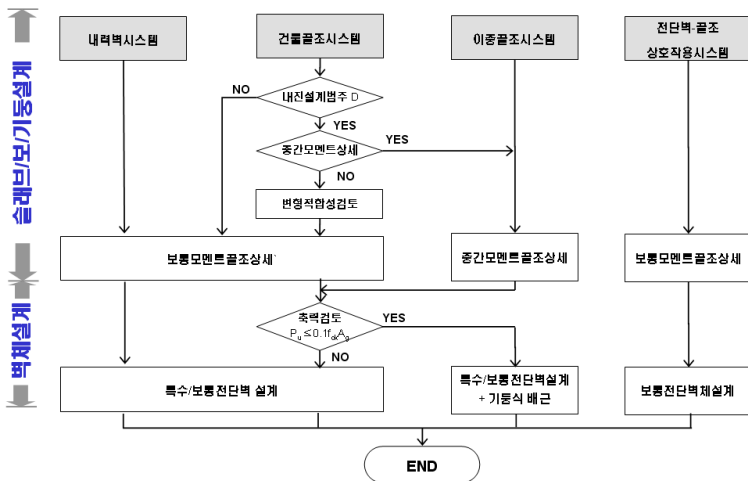 내력벽시스템
건물골조시스템
이중골조시스템
전단벽-골조
상호작용시스템
슬래브/보/기둥설계
NO
내진설계범주 D
YES
중간모멘트상세
YES
NO
변형적합성검토
보통모멘트골조상세
중간모멘트골조상세
보통모멘트골조상세
벽체설계
축력검토
Pu≤0.1fckAg
YES
NO
특수/보통전단벽 설계
특수/보통전단벽설계
+ 기둥식 배근
보통전단벽체설계
END